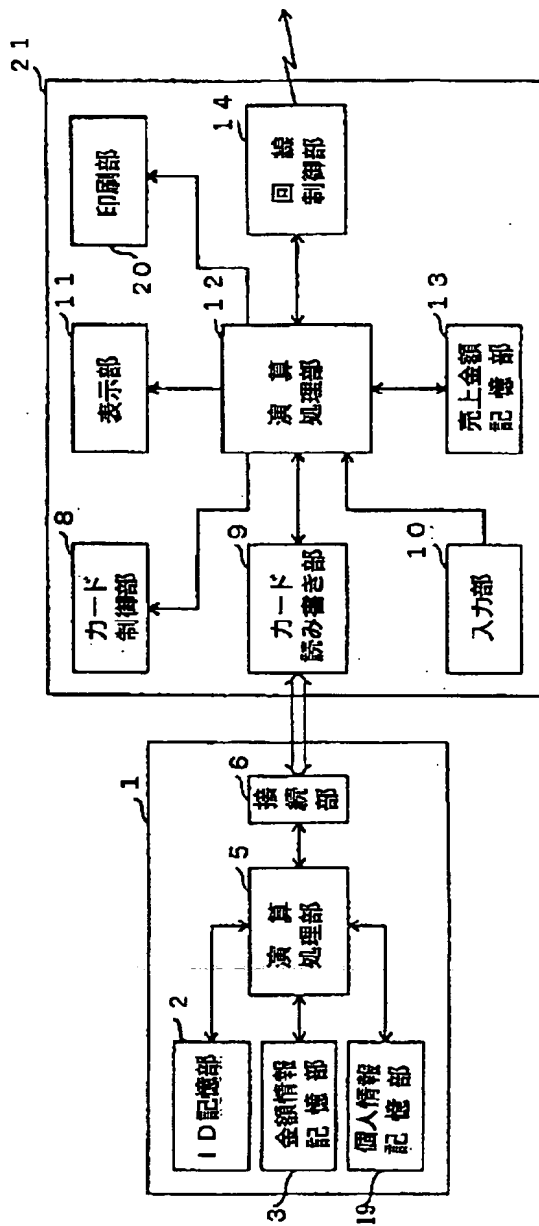 1
2
ID記憶部
3
金額情報
記憶部
19
個人情報
記憶部
5
演算
処理部
6
接続部
21
8
カード
制御部
9
カード
読み書き部
10
入力部
11
表示部
12
演算
処理部
13
売上金額
記憶部
20
印刷部
14
回線
制御部